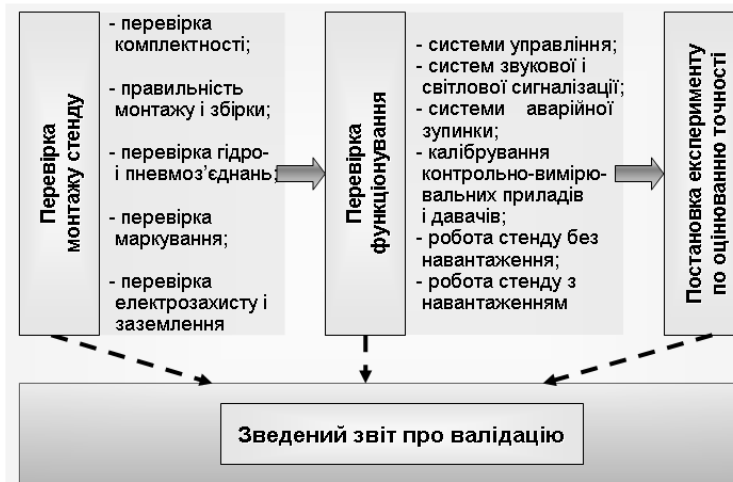 Перевірка
монтажу стенду
- перевірка
комплектності;
- правильність
монтажу і збірки;
- перевірка гідро-
і пневмоз’єднань;
- перевірка
маркування;
- перевірка
електрозахисту і
заземлення
Перевірка
функціонування
- системи управління;
- систем звукової і
світлової сигналізації;
- системи аварійної
зупинки;
- калібрування
контрольно-вимірю-
вальних приладів
і давачів;
- робота стенду без
навантаження;
- робота стенду з
навантаженням
Постановка експерименту
по оцінюванню точності
Зведений звіт про валідацію